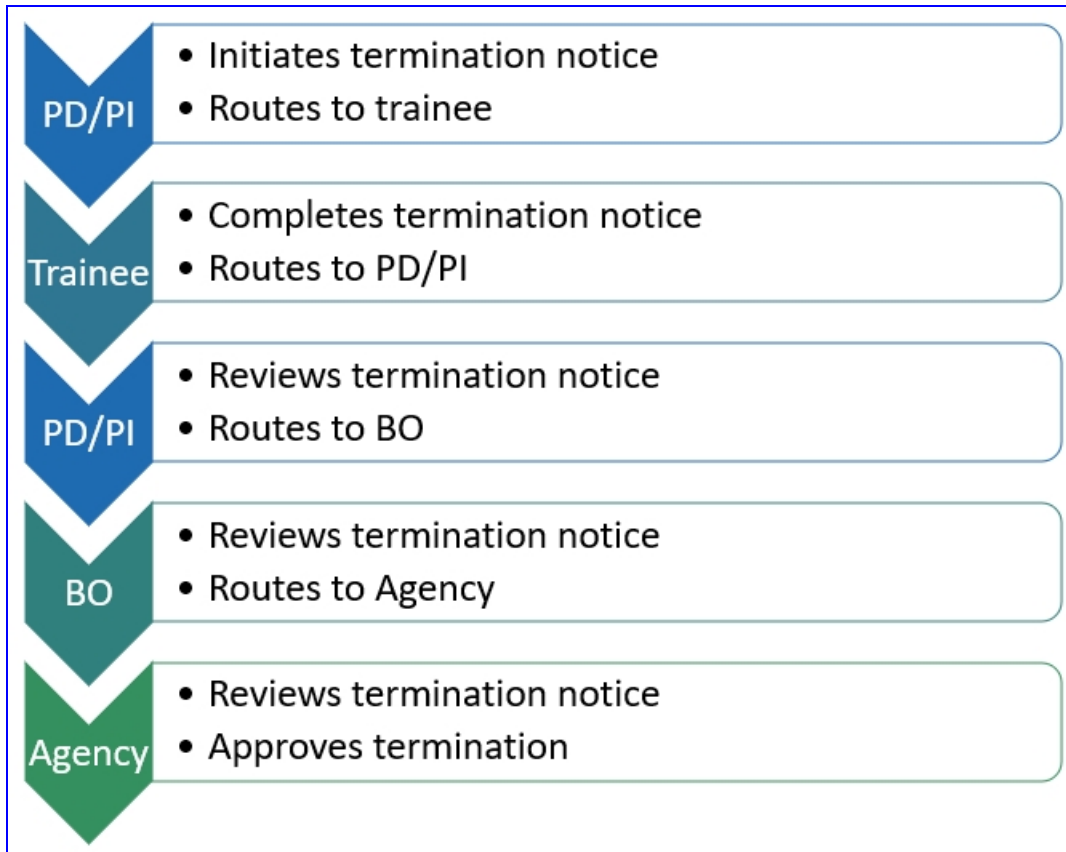 PD/PI
• Initiates termination notice
• Routes to trainee
Trainee
• Completes termination notice
• Routes to PD/PI
PD/PI
• Reviews termination notice
• Routes to BO
BO
• Reviews termination notice
• Routes to Agency
Agency
• Reviews termination notice
• Approves termination